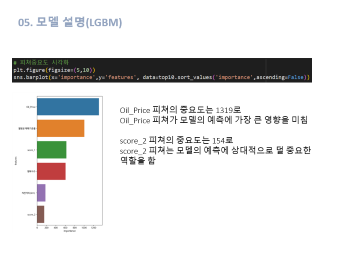 05. 모델 설명(LGBM)
# 피쳐중요도 시각화
plt.figure(figsize=(5,10))
sns.barplot(x='importance',y='features', data=top10.sort_values('importance',ascending=False))
Oil_Price 피쳐의 중요도는 1319로
Oil_Price 피쳐가 모델의 예측에 가장 큰 영향을 미침
score_2 피쳐의 중요도는 154로
score_2 피쳐는 모델의 예측에 상대적으로 덜 중요한
역할을 함